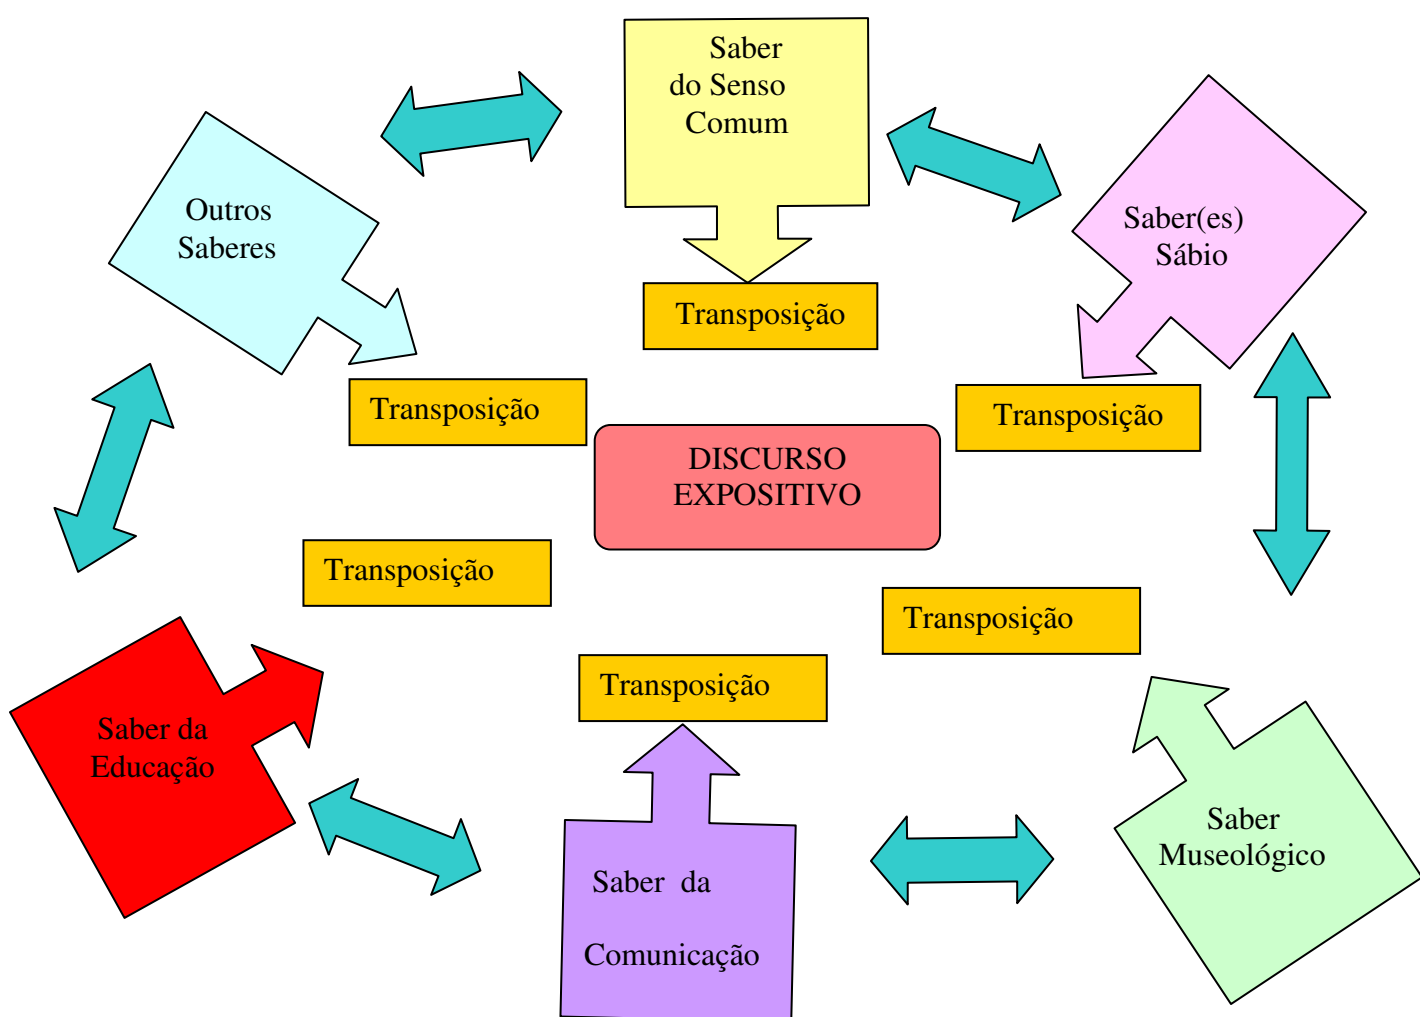 Saber
do Senso
Comum
Outros
Saberes
Saber(es)
Sábio
Transposição
Transposição
Transposição
DISCURSO
EXPOSITIVO
Transposição
Transposição
Transposição
Saber da
Educação
Saber
Museológico
Saber da
Comunicação